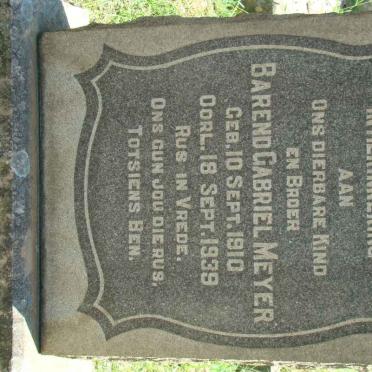 AAN
ONS DIERBARE KIND
EN BROER
BAREND GABRIEL MEYER
GEB. 10 SEPT. 1910
OORL. 18 SEPT. 1939
RUS IN VREDE.
ONS GUN JOU DIE RUS,
TOTSIENS BEN.